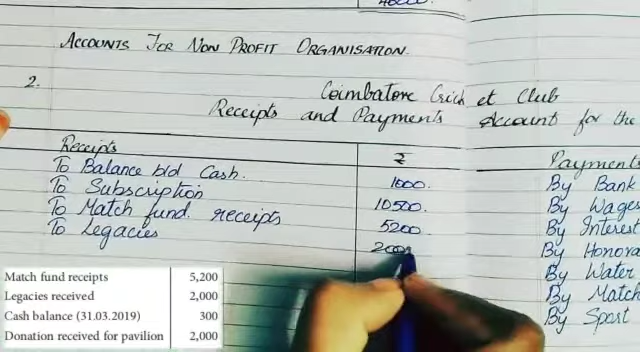 ACCOUNTS FOR NON PROFIT ORGANISATION.
2.
Coimbatore Cricket Club
Receipts and Payments Account for the
Receipts ₹ Payments
To Balance b/d Cash. 1000. By Bank
To Subscription 10500. By Wages
To Match fund receipts 5200 By Interest
To Legacies 2000 By Honora
By Water
By Match
By Sport
Match fund receipts 5,200
Legacies received 2,000
Cash balance (31.03.2019) 300
Donation received for pavilion 2,000